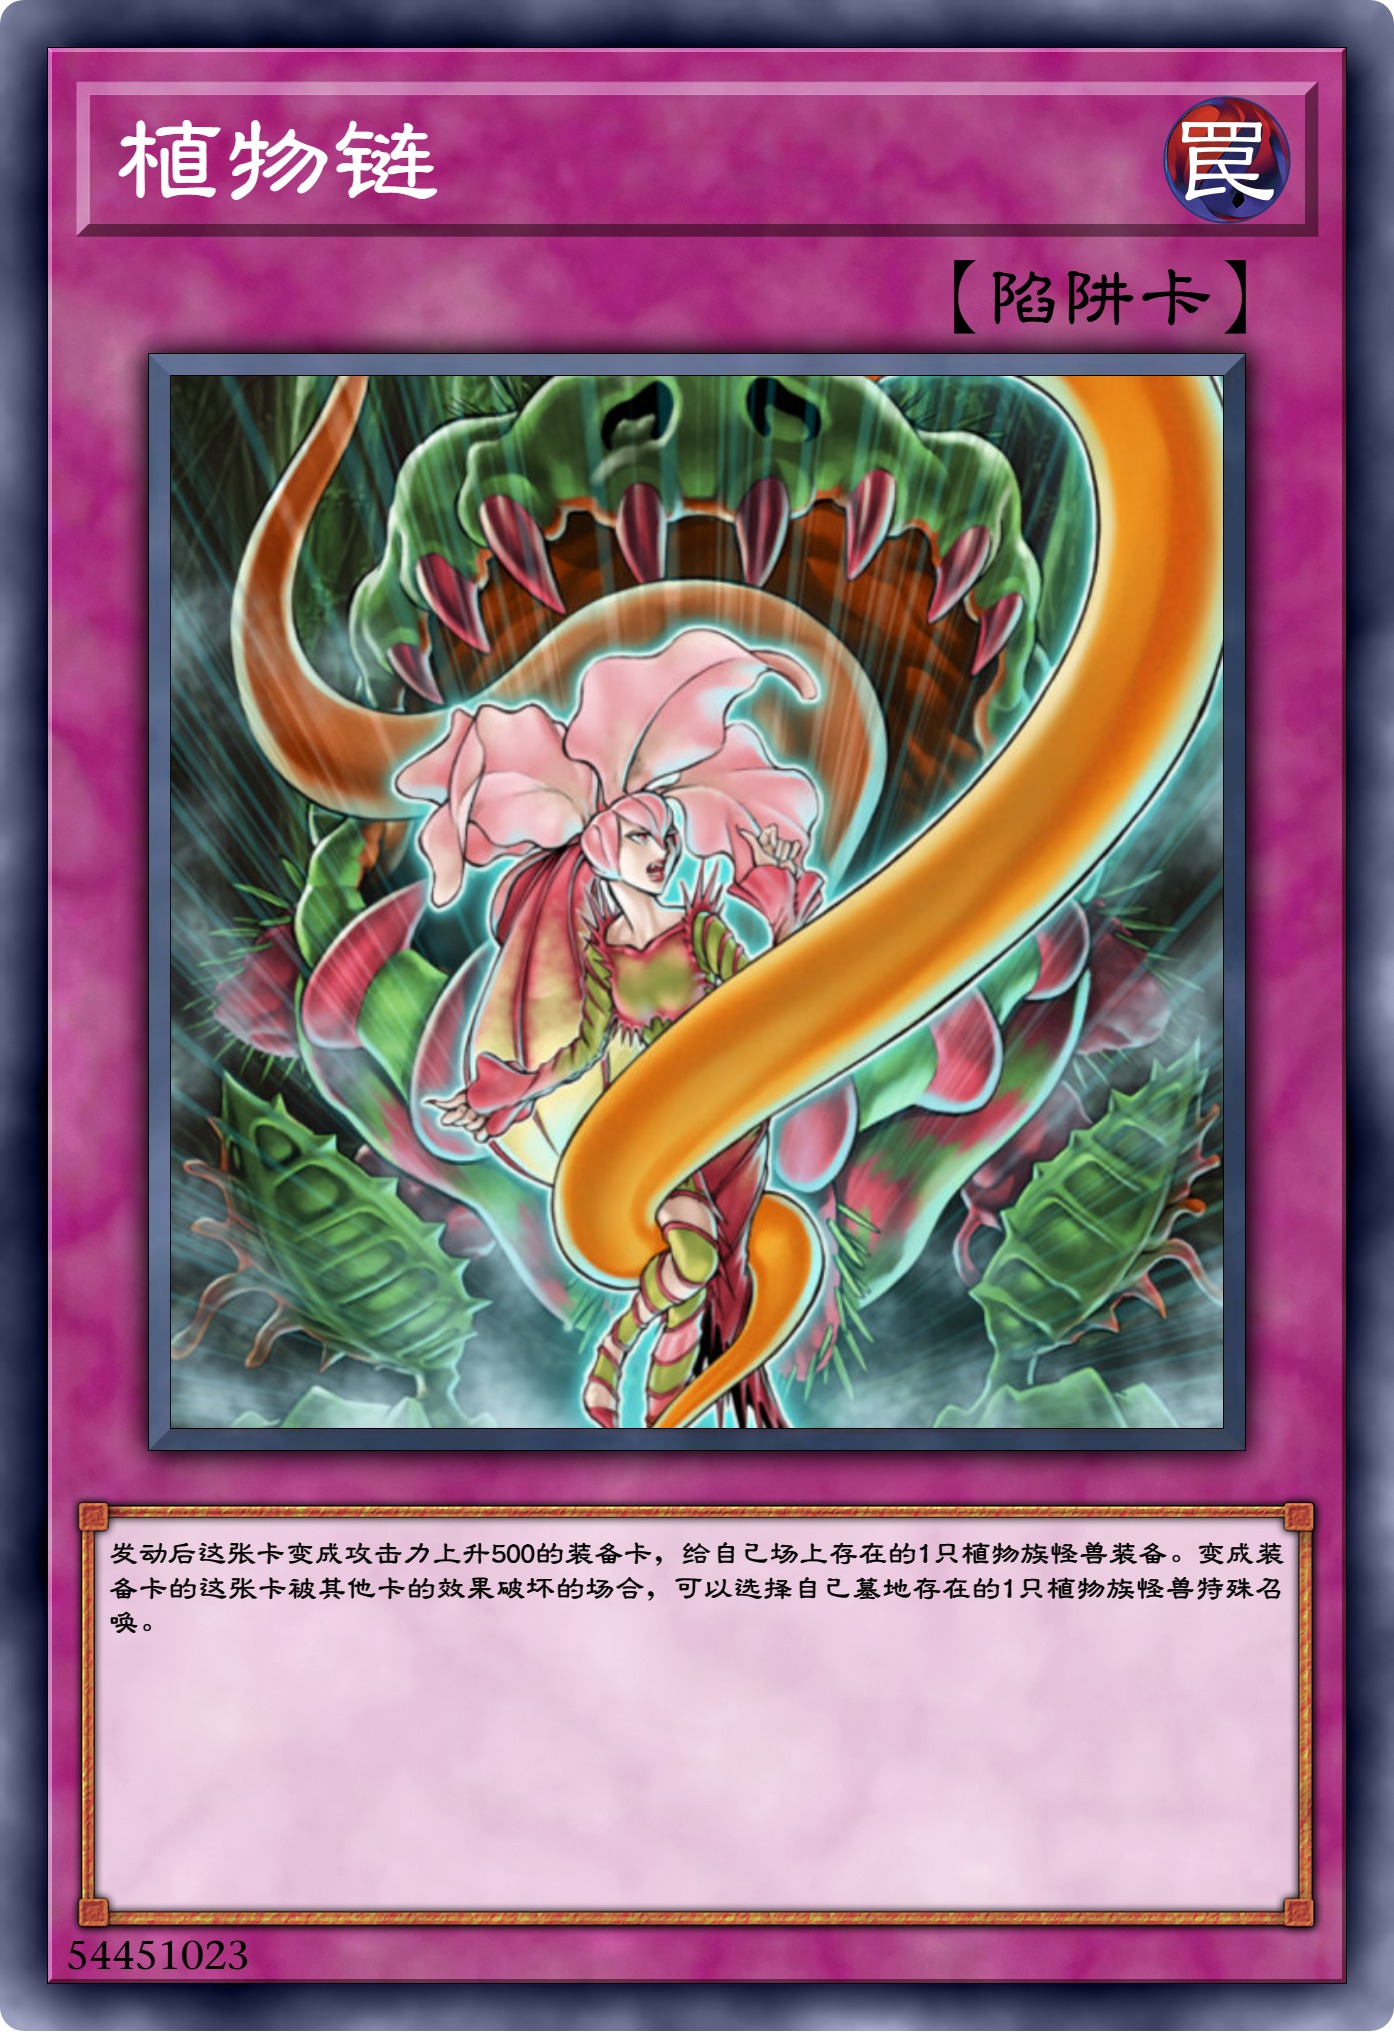 植物链
罠
【陷阱卡】
发动后这张卡变成攻击力上升500的装备卡，给自己场上存在的1只植物族怪兽装备。变成装
备卡的这张卡被其他卡的效果破坏的场合，可以选择自己墓地存在的1只植物族怪兽特殊召
唤。
54451023